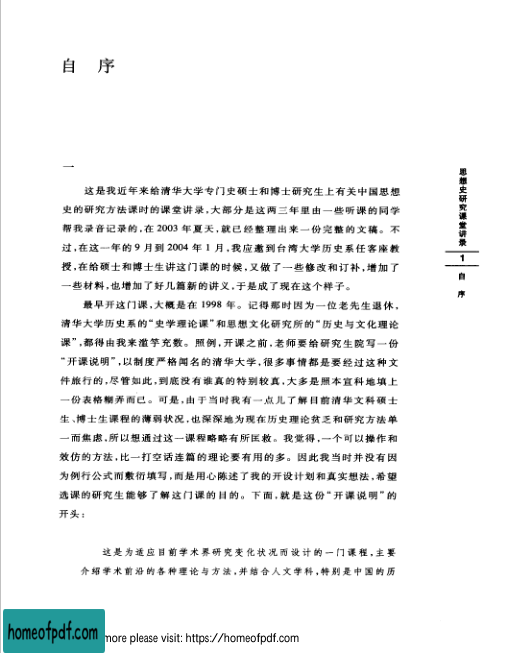 自 序
一
这是我近年来给清华大学专门史硕士和博士研究生上有关中国思想
史的研究方法课时的课堂讲录,大部分是这两三年里由一些听课的同学
帮我录音记录的,在 2003 年夏天,就已经整理出来一份完整的文稿。不
过,在这一年的 9 月到 2004 年 1 月,我应邀到台湾大学历史系任客座教
授,在给硕士和博士生讲这门课的时候,又做了一些修改和订补,增加了
一些材料,也增加了好几篇新的讲义,于是成了现在这个样子。
最早开这门课,大概是在 1998 年。记得那时因为一位老先生退休,
清华大学历史系的“史学理论课”和思想文化研究所的“历史与文化理论
课”,都得由我来滥竽充数。照例,开课之前,老师要给研究生院写一份
“开课说明”,以制度严格闻名的清华大学,很多事情都是要经过这种文
件旅行的,尽管如此,到底没有谁真的特别较真,大多是照本宣科地填上
一份表格糊弄而已。可是,由于当时我有一点儿了解目前清华文科硕士
生、博士生课程的薄弱状况,也深深地为现在历史理论贫乏和研究方法单
一而焦虑,所以想通过这一课程略略有所匡救。我觉得,一个可以操作和
效仿的方法,比一打空话连篇的理论要有用的多。因此我当时并没有因
为例行公式而敷衍填写,而是用心陈述了我的开设计划和真实想法,希望
选课的研究生能够了解这门课的目的。下面,就是这份“开课说明”的
开头:
这是为适应目前学术界研究变化状况而设计的一门课程,主要
介绍学术前沿的各种理论与方法,并结合人文学科,特别是中国的历
思想史研究课堂讲录
1
自 序
homeofpdf.com
more please visit: https://homeofpdf.com